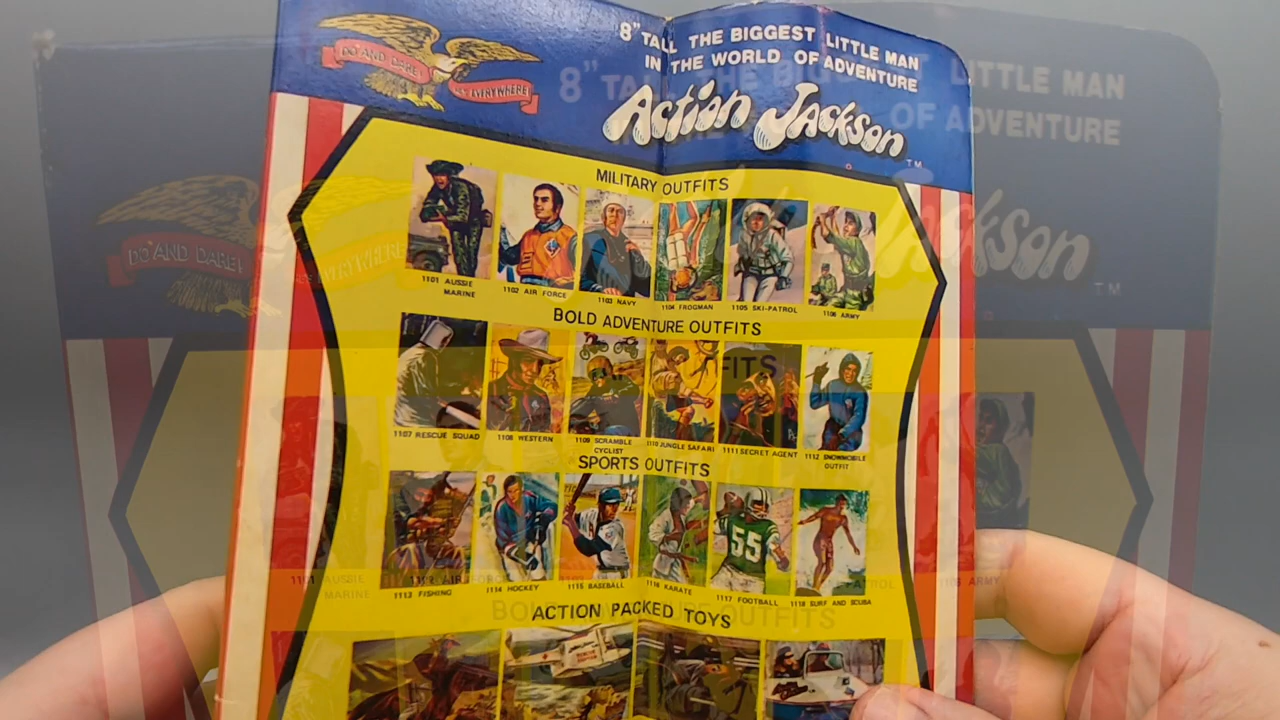 DO AND DARE!
EVERYWHERE!
8" TALL THE BIGGEST LITTLE MAN
IN THE WORLD OF ADVENTURE
Action Jackson TM
MILITARY OUTFITS
1101 AUSSIE
MARINE
1102 AIR FORCE
1103 NAVY
1104 FROGMAN
1105 SKI-PATROL
1106 ARMY
BOLD ADVENTURE OUTFITS
1107 RESCUE SQUAD
1108 WESTERN
1109 SCRAMBLE
CYCLIST
1110 JUNGLE SAFARI
1111 SECRET AGENT
1112 SNOWMOBILE
OUTFIT
SPORTS OUTFITS
1113 FISHING
1114 HOCKEY
1115 BASEBALL
1116 KARATE
55
1117 FOOTBALL
1118 SURF AND SCUBA
ACTION PACKED TOYS